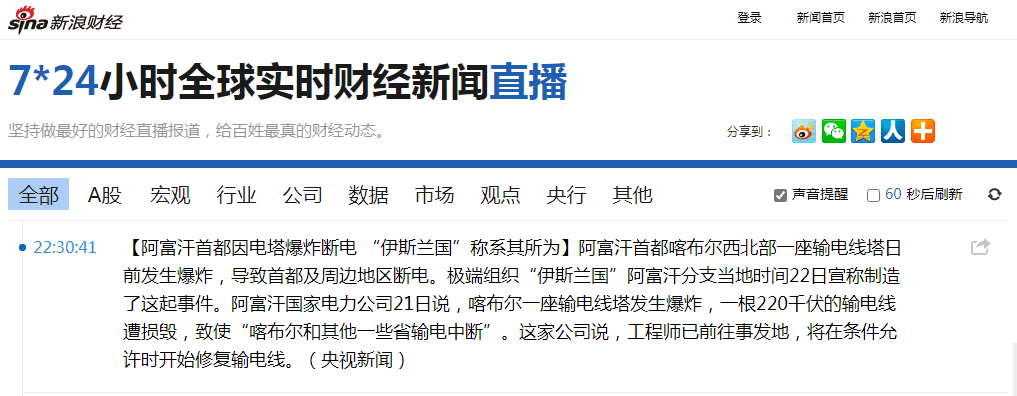 sina新浪财经
登录 新闻首页 新浪首页 新浪导航
7*24小时全球实时财经新闻直播
坚持做最好的财经直播报道，给百姓最真的财经动态。
分享到：
全部 A股 宏观 行业 公司 数据 市场 观点 央行 其他
声音提醒 60 秒后刷新
22:30:41 【阿富汗首都因电塔爆炸断电 “伊斯兰国”称系其所为】阿富汗首都喀布尔西北部一座输电线塔日
前发生爆炸，导致首都及周边地区断电。极端组织“伊斯兰国”阿富汗分支当地时间22日宣称制造
了这起事件。阿富汗国家电力公司21日说，喀布尔一座输电线塔发生爆炸，一根220千伏的输电线
遭损毁，致使“喀布尔和其他一些省输电中断”。这家公司说，工程师已前往事发地，将在条件允
许时开始修复输电线。（央视新闻）